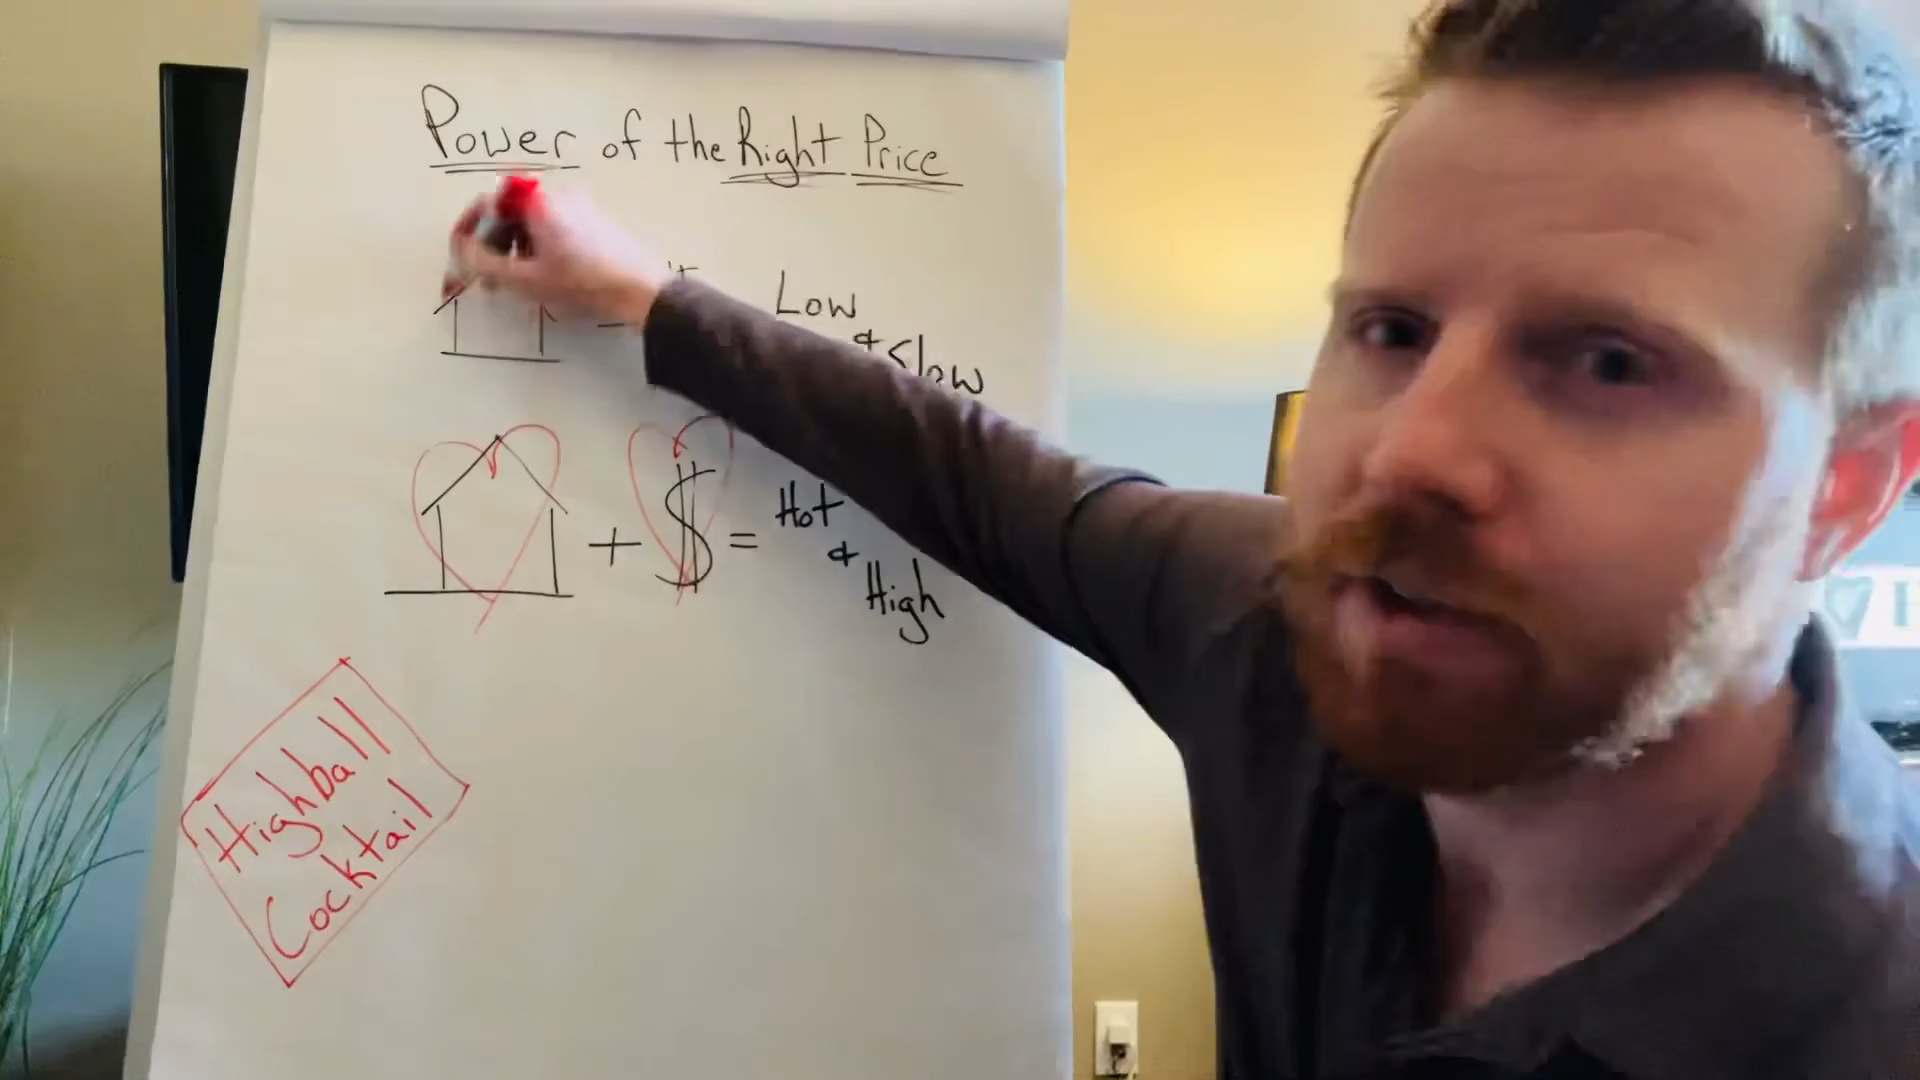 Power of the Right Price
Low
& Slow
+ $ = Hot
& High
Highball
Cocktail